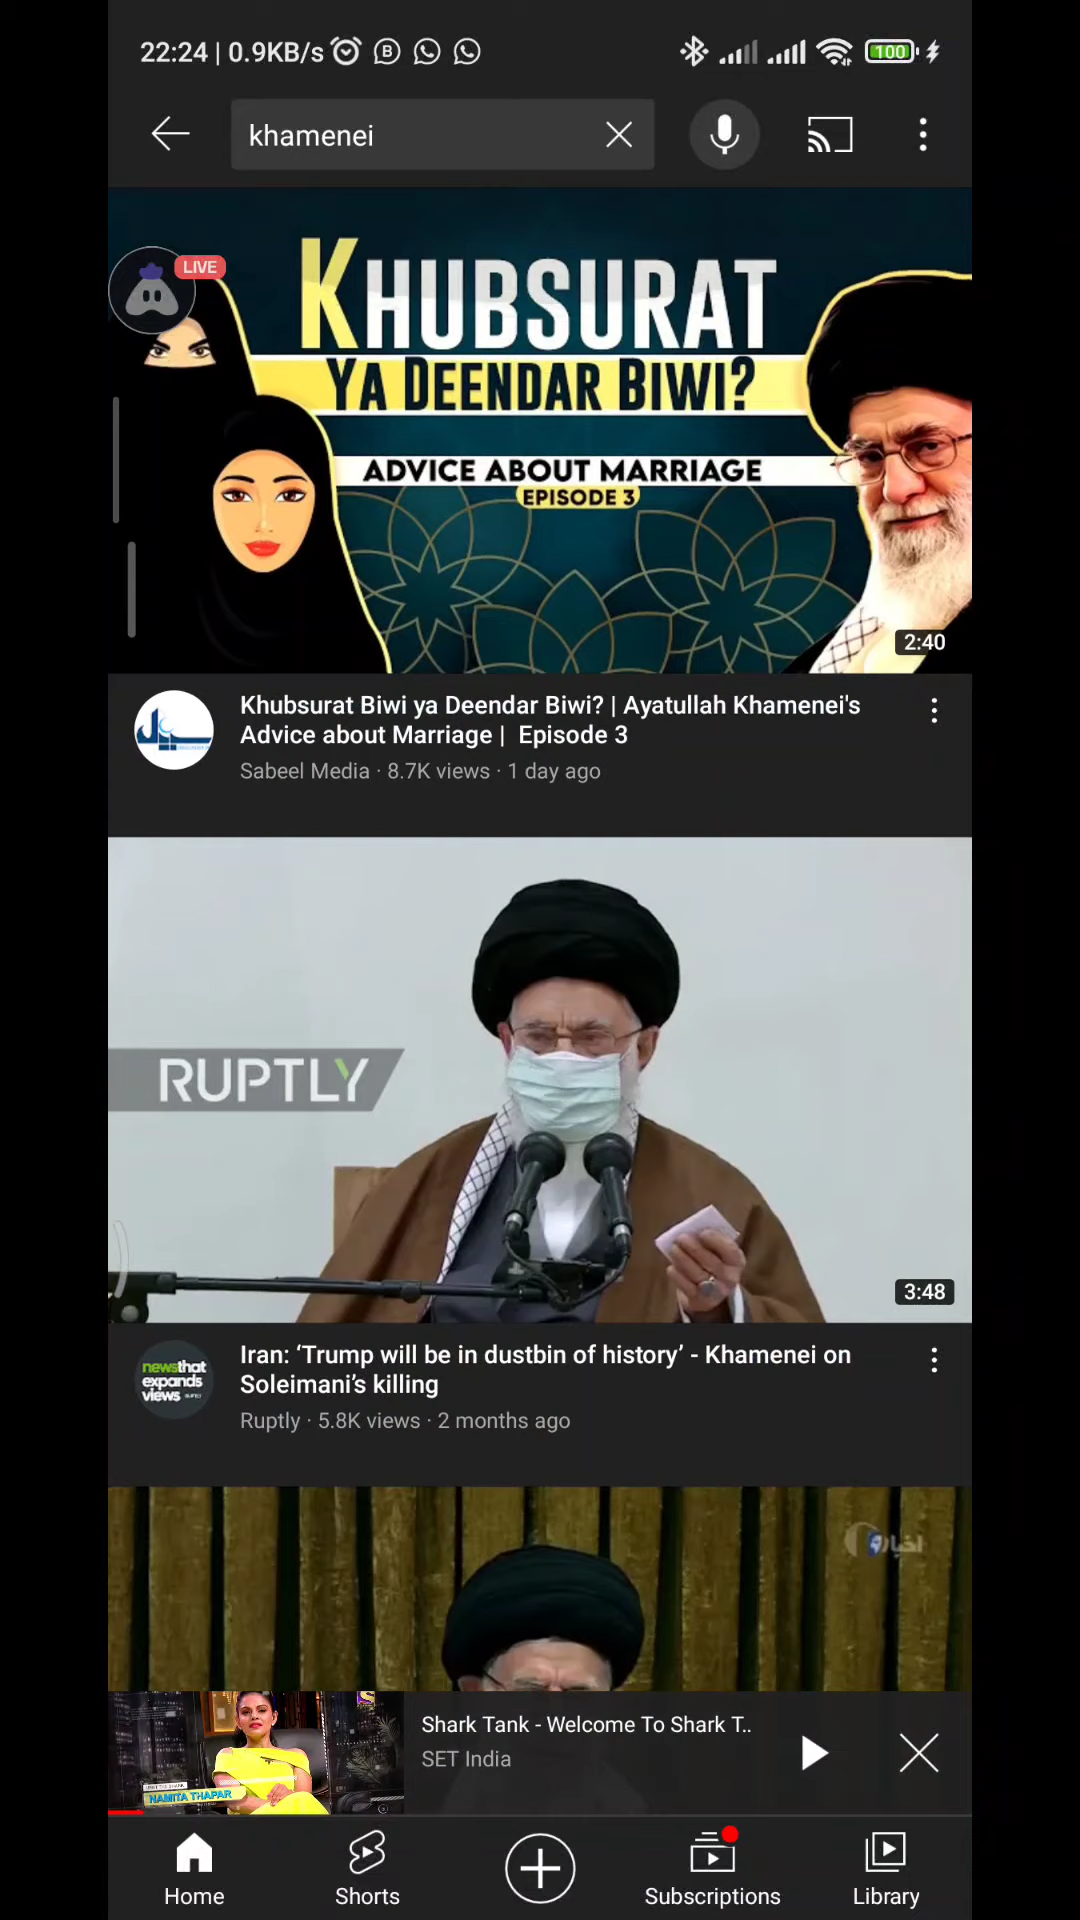 22:24 | 0.9KB/s
B
100
khamenei
LIVE
KHUBSURAT
YA DEENDAR BIWI?
ADVICE ABOUT MARRIAGE
EPISODE 3
2:40
Khubsurat Biwi ya Deendar Biwi? | Ayatullah Khamenei's
Advice about Marriage | Episode 3
Sabeel Media · 8.7K views · 1 day ago
RUPTLY
3:48
newsthat
expands
views
RUPTLY
Iran: ‘Trump will be in dustbin of history’ - Khamenei on
Soleimani’s killing
Ruptly · 5.8K views · 2 months ago
اخبار
S
NAMITA THAPAR
Shark Tank - Welcome To Shark T..
SET India
Home
Shorts
Subscriptions
Library